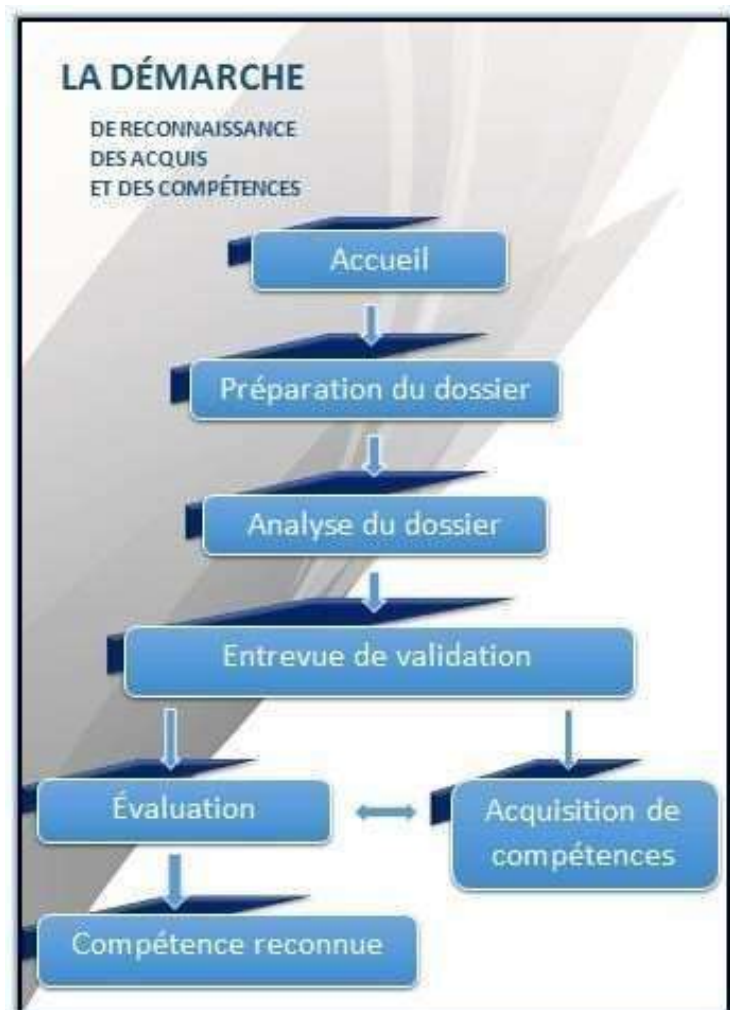 LA DÉMARCHE
DE RECONNAISSANCE
DES ACQUIS
ET DES COMPÉTENCES
Accueil
Préparation du dossier
Analyse du dossier
Entrevue de validation
Évaluation
Acquisition de
compétences
Compétence reconnue